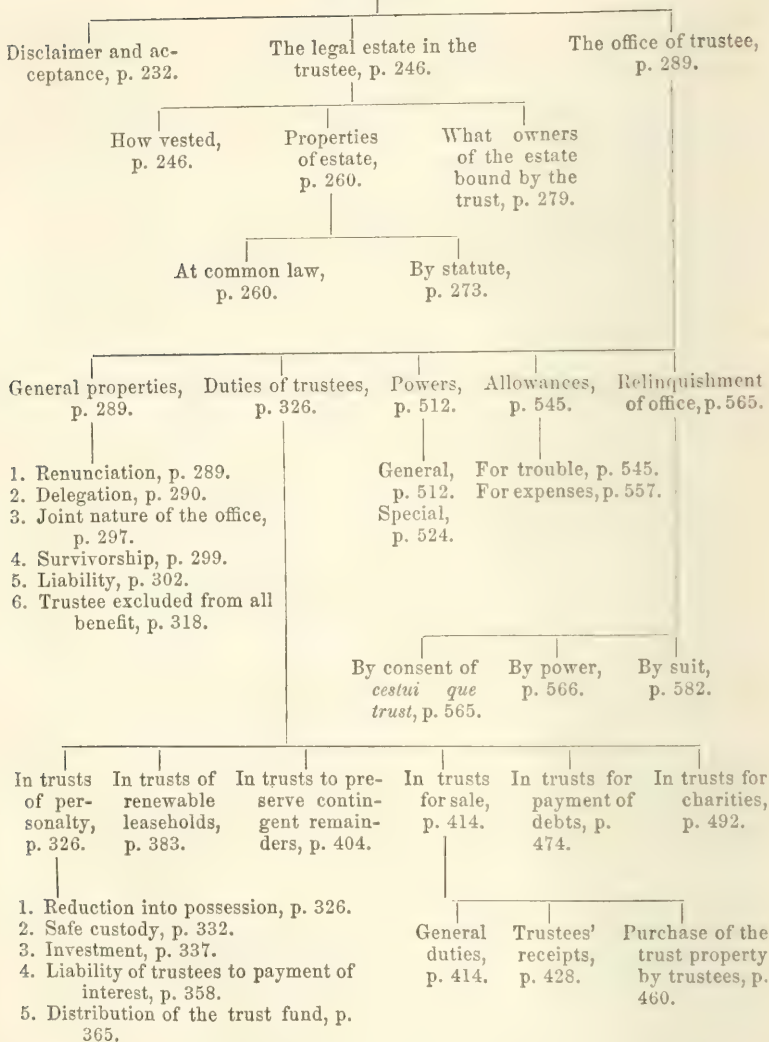 Disclaimer and ac-
ceptance, p. 232.
The legal estate in the
trustee, p. 246.
The office of trustee,
p. 289.
How vested,
p. 246.
Properties
of estate,
p. 260.
What owners
of the estate
bound by the
trust, p. 279.
At common law,
p. 260.
By statute,
p. 273.
General properties,
p. 289.
Duties of trustees,
p. 326.
Powers,
p. 512.
Allowances,
p. 545.
Relinquishment
of office, p. 565.
1. Renunciation, p. 289.
2. Delegation, p. 290.
3. Joint nature of the office,
p. 297.
4. Survivorship, p. 299.
5. Liability, p. 302.
6. Trustee excluded from all
benefit, p. 318.
General,
p. 512.
Special,
p. 524.
For trouble, p. 545.
For expenses, p. 557.
By consent of
cestui que
trust, p. 565.
By power,
p. 566.
By suit,
p. 582.
In trusts
of per-
sonalty,
p. 326.
In trusts of
renewable
leaseholds,
p. 383.
In trusts to pre-
serve contin-
gent remain-
ders, p. 404.
In trusts
for sale,
p. 414.
In trusts for
payment of
debts, p.
474.
In trusts for
charities,
p. 492.
1. Reduction into possession, p. 326.
2. Safe custody, p. 332.
3. Investment, p. 337.
4. Liability of trustees to payment of
interest, p. 358.
5. Distribution of the trust fund, p.
365.
General
duties,
p. 414.
Trustees'
receipts,
p. 428.
Purchase of the
trust property
by trustees, p.
460.